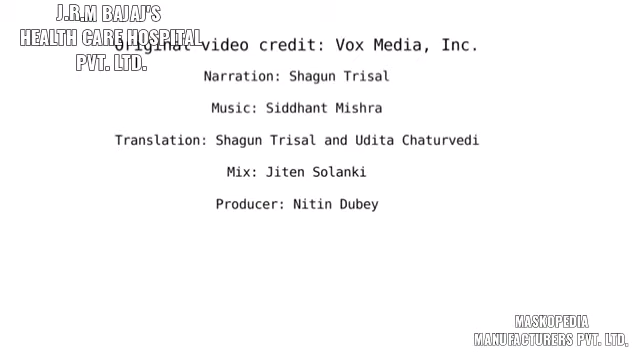 J.R.M BAJAJ'S
HEALTH CARE HOSPITAL
PVT. LTD.
Original video credit: Vox Media, Inc.
Narration: Shagun Trisal
Music: Siddhant Mishra
Translation: Shagun Trisal and Udita Chaturvedi
Mix: Jiten Solanki
Producer: Nitin Dubey
MASKOPEDIA
MANUFACTURERS PVT. LTD.